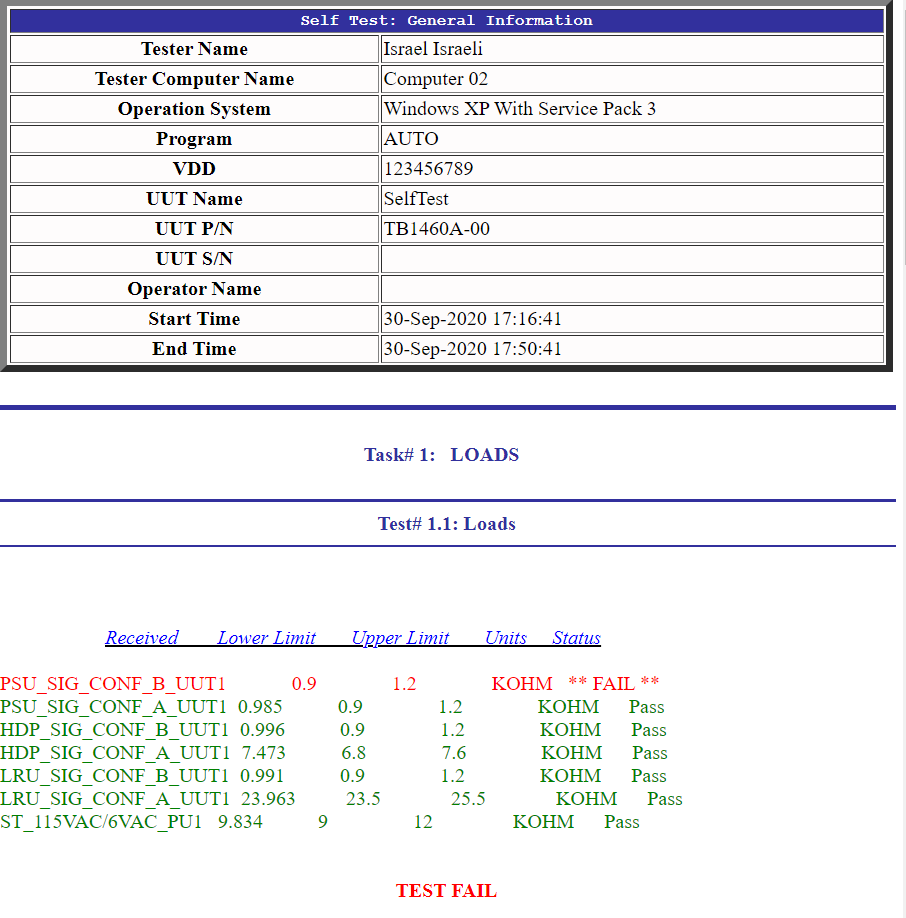 Self Test: General Information
Tester Name Israel Israeli
Tester Computer Name Computer 02
Operation System Windows XP With Service Pack 3
Program AUTO
VDD 123456789
UUT Name SelfTest
UUT P/N TB1460A-00
UUT S/N
Operator Name
Start Time 30-Sep-2020 17:16:41
End Time 30-Sep-2020 17:50:41
Task# 1: LOADS
Test# 1.1: Loads
Received Lower Limit Upper Limit Units Status
PSU_SIG_CONF_B_UUT1 0.9 1.2 KOHM ** FAIL **
PSU_SIG_CONF_A_UUT1 0.985 0.9 1.2 KOHM Pass
HDP_SIG_CONF_B_UUT1 0.996 0.9 1.2 KOHM Pass
HDP_SIG_CONF_A_UUT1 7.473 6.8 7.6 KOHM Pass
LRU_SIG_CONF_B_UUT1 0.991 0.9 1.2 KOHM Pass
LRU_SIG_CONF_A_UUT1 23.963 23.5 25.5 KOHM Pass
ST_115VAC/6VAC_PU1 9.834 9 12 KOHM Pass
TEST FAIL